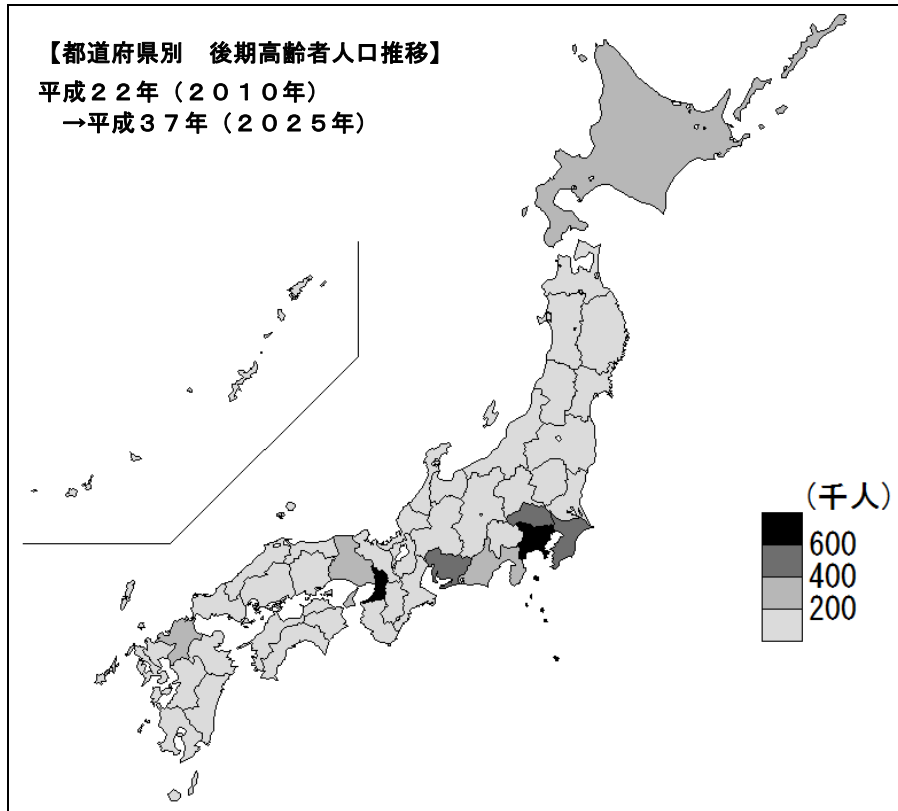 【都道府県別　後期高齢者人口推移】
平成２２年（２０１０年）
→平成３７年（２０２５年）
(千人)
600
400
200